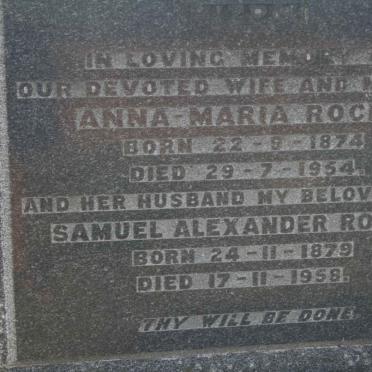 IN LOVING MEMOR
OUR DEVOTED WIFE AND
ANNA-MARIA ROC
BORN 22-9-1874
DIED 29-7-1954.
AND HER HUSBAND MY BELOV
SAMUEL ALEXANDER RO
BORN 24-11-1879
DIED 17-11-1958.
THY WILL BE DONE.